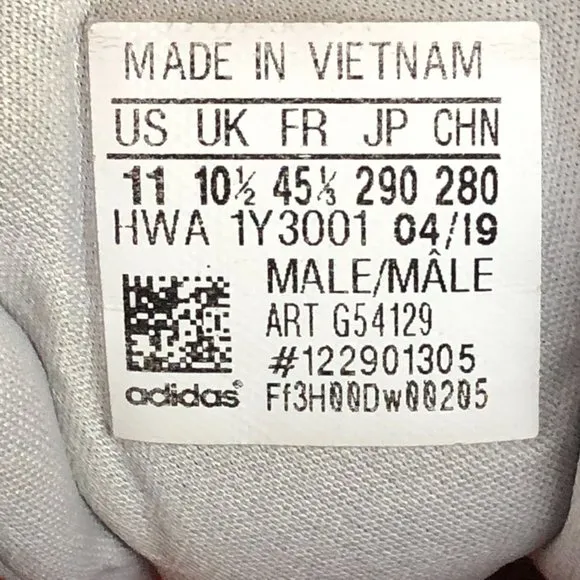 MADE IN VIETNAM
US UK FR JP CHN
11 10½ 45⅓ 290 280
HWA 1Y3001 04/19
MALE/MÂLE
ART G54129
#122901305
adidas® Ff3H00Dw00205